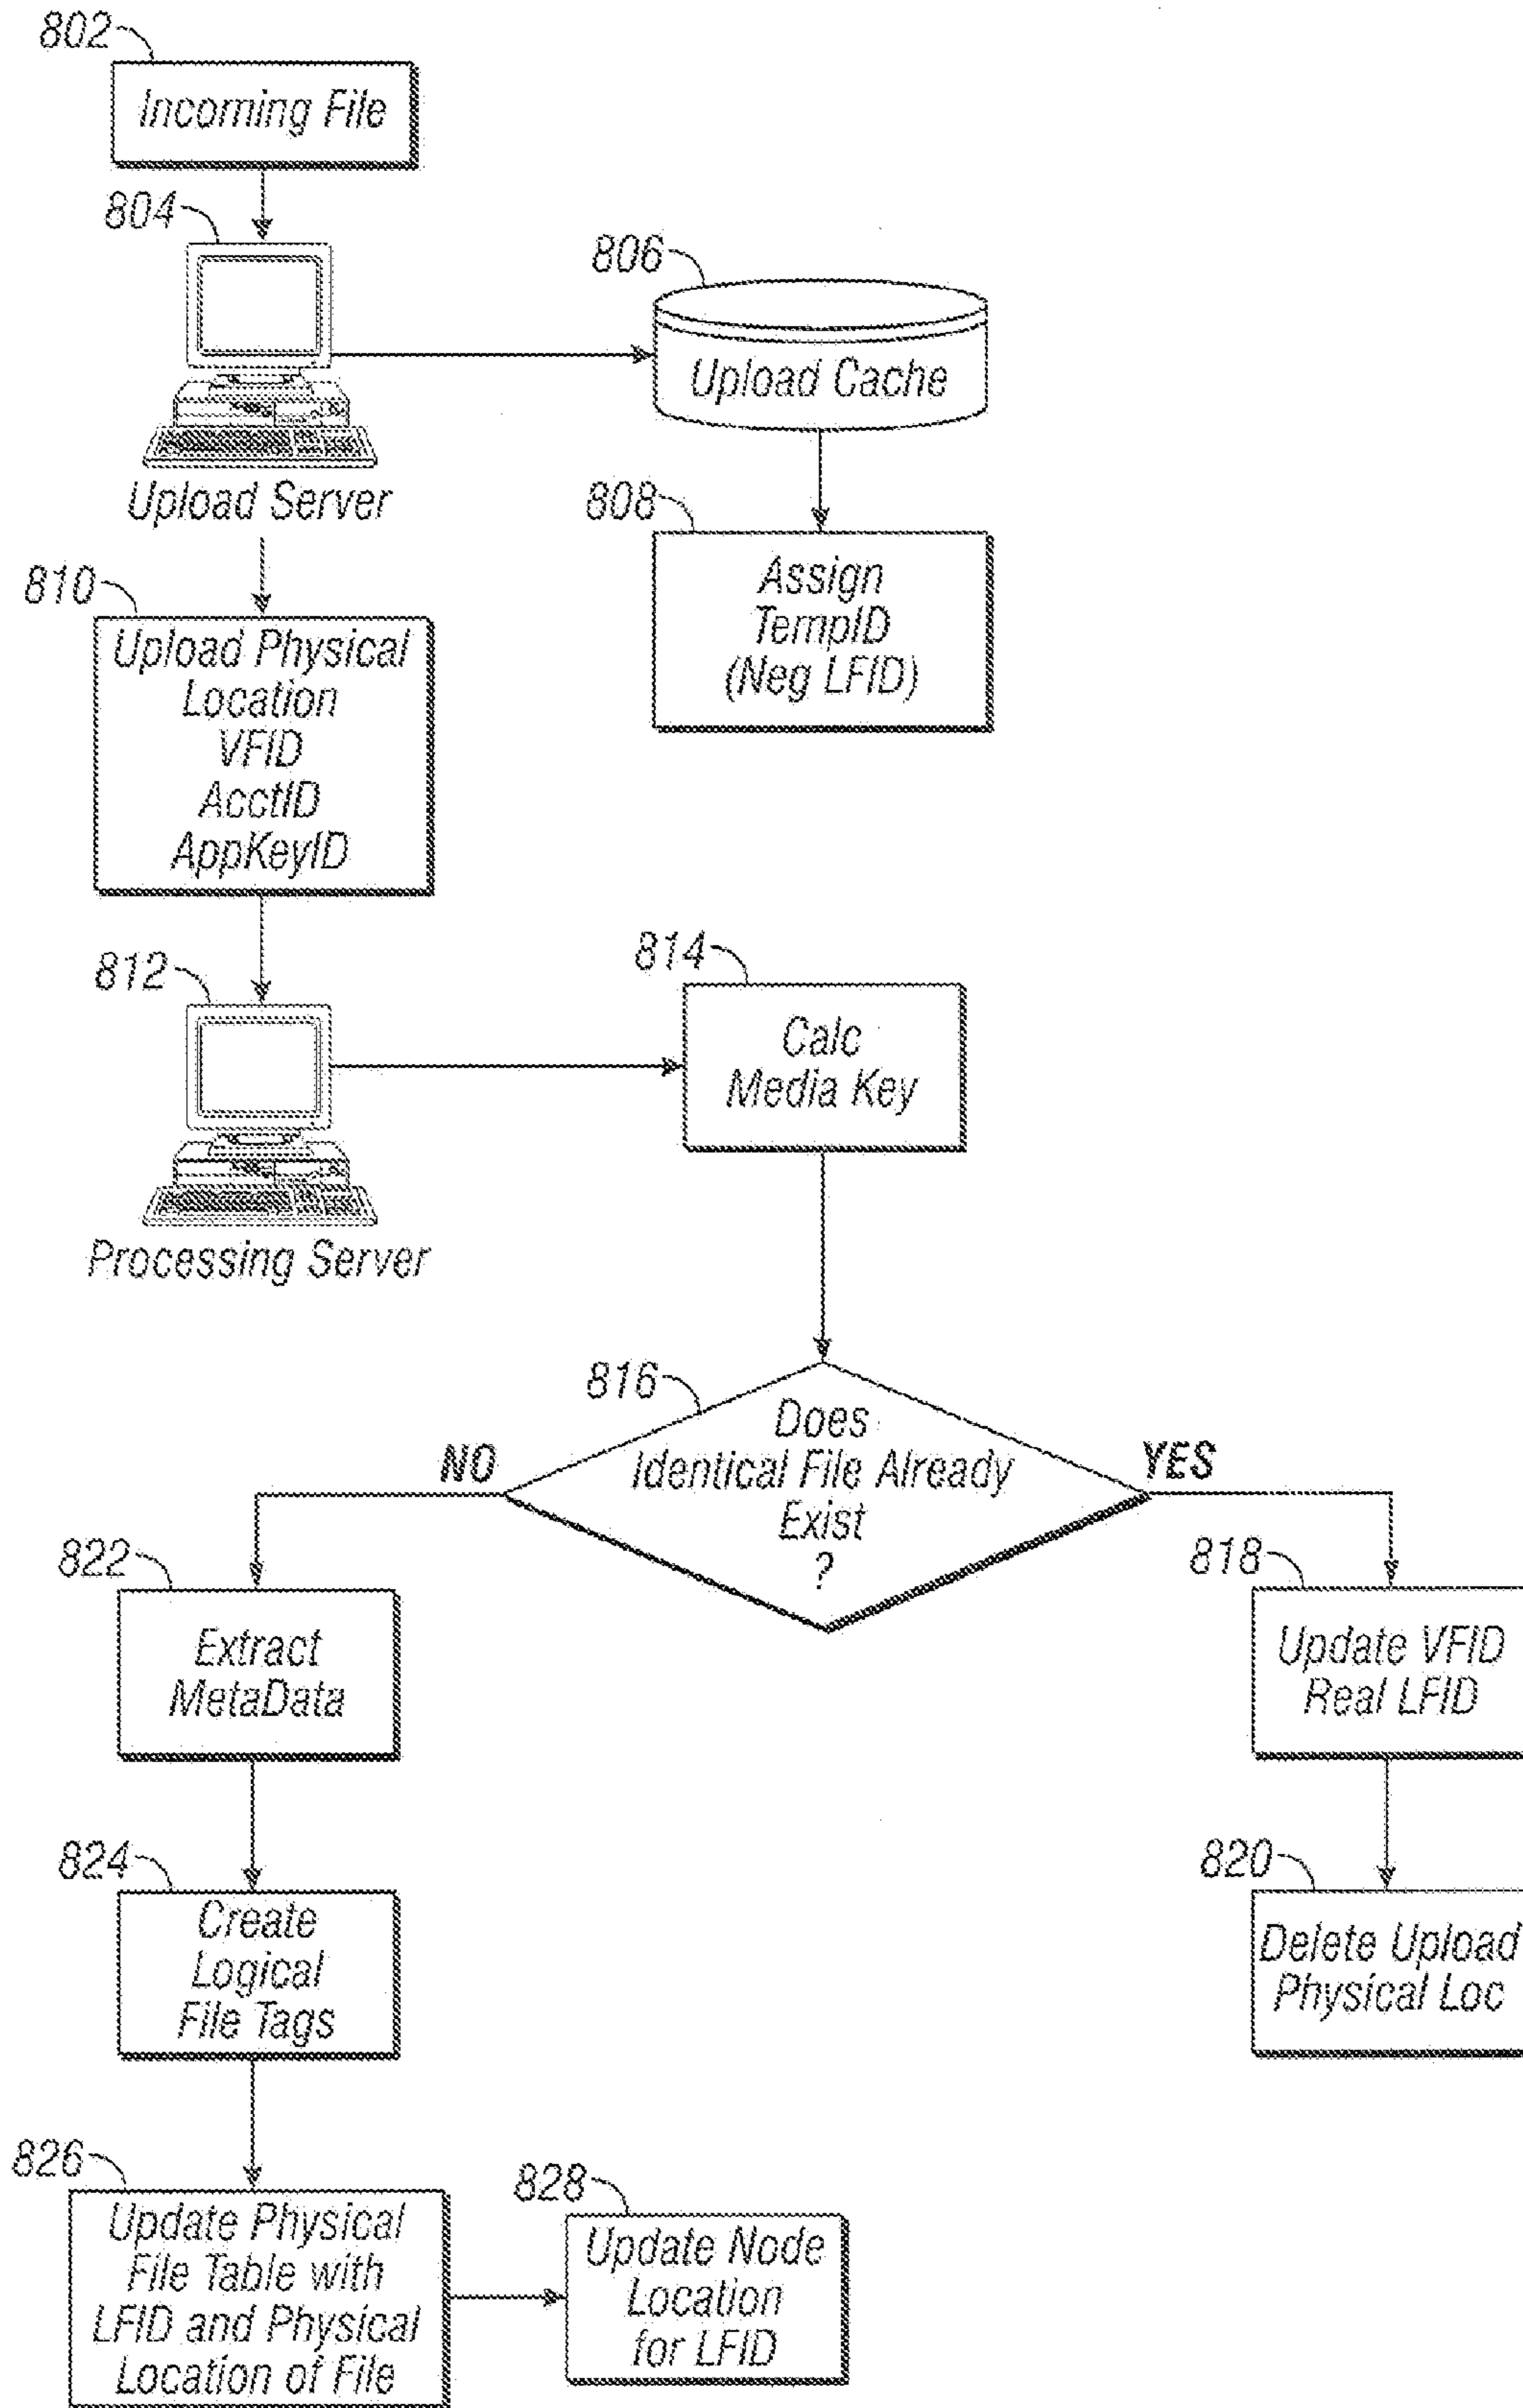 802
Incoming File
804
Upload Server
806
Upload Cache
808
Assign
TempID
(Neg LFID)
810
Upload Physical
Location
VFID
AcctID
AppKeyID
812
Processing Server
814
Calc
Media Key
816
Does
Identical File Already
Exist
?
NO
YES
818
Update VFID
Real LFID
820
Delete Upload
Physical Loc
822
Extract
MetaData
824
Create
Logical
File Tags
826
Update Physical
File Table with
LFID and Physical
Location of File
828
Update Node
Location
for LFID